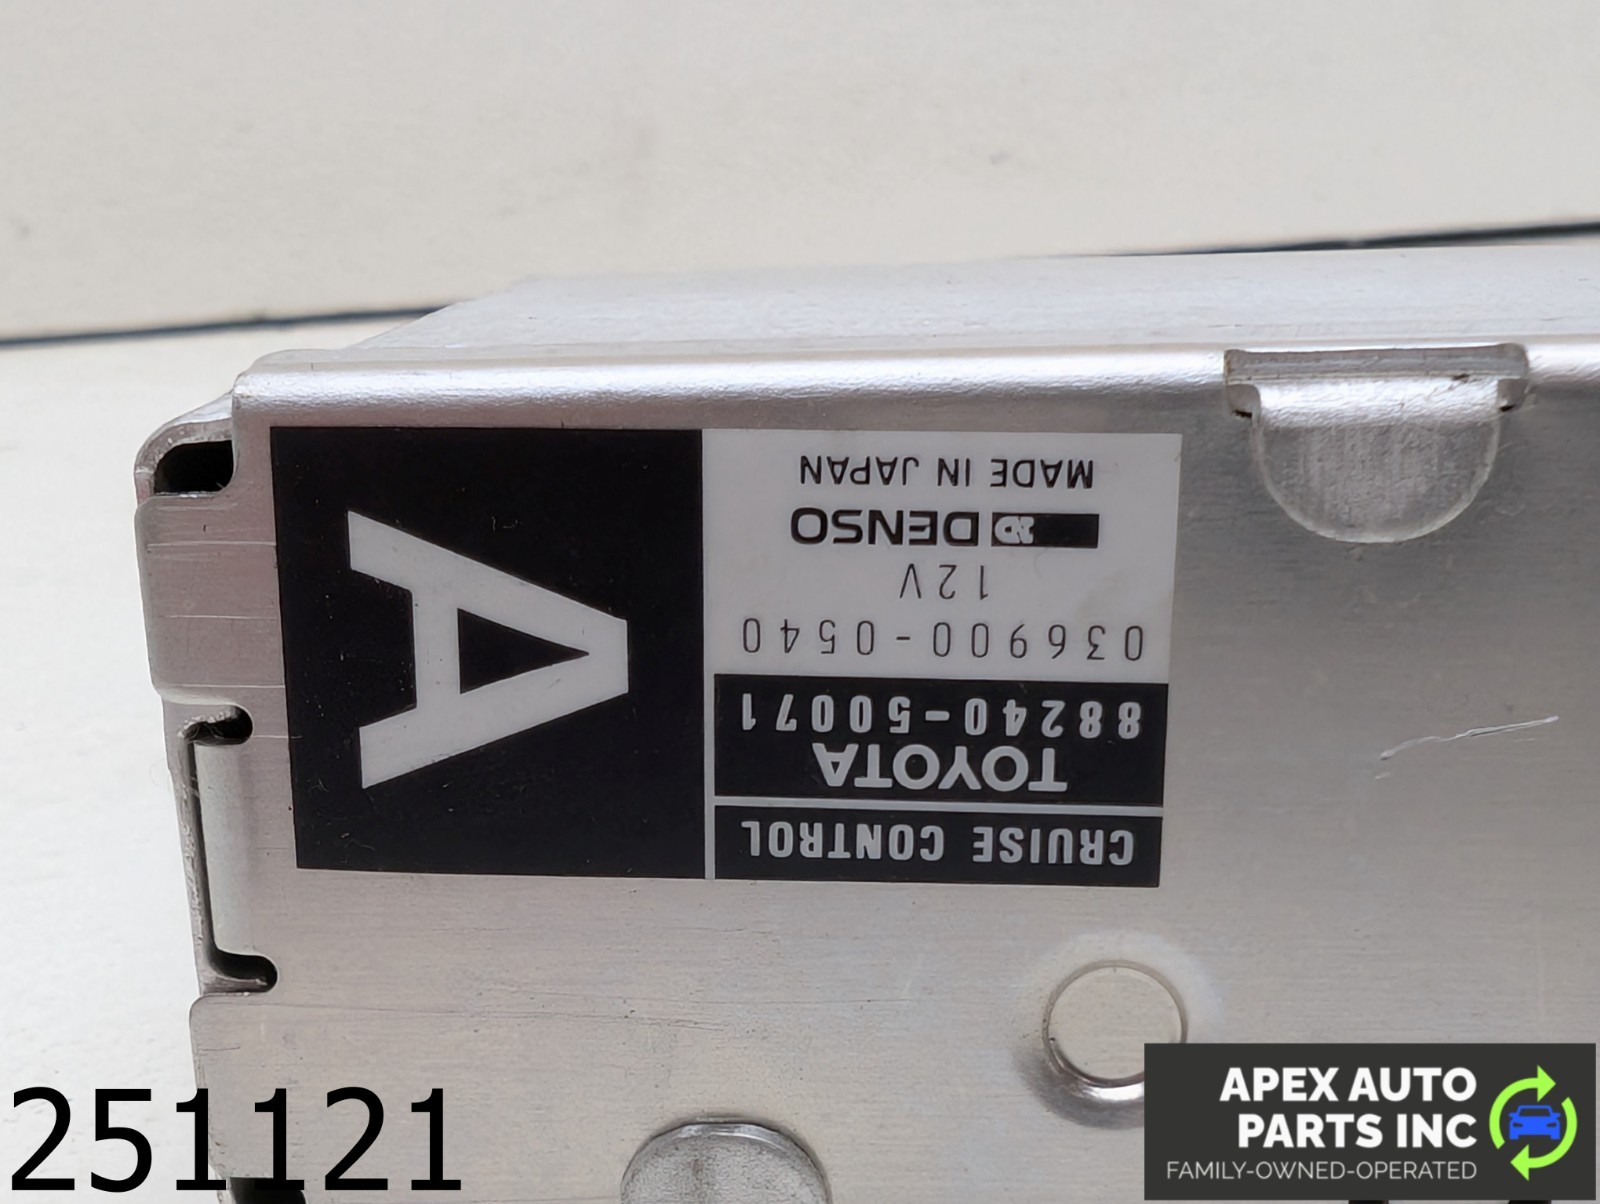 CRUISE CONTROL
TOYOTA
88240-50071
036900-0540
12V
DENSO
MADE IN JAPAN
A
251121
APEX AUTO
PARTS INC
FAMILY-OWNED-OPERATED